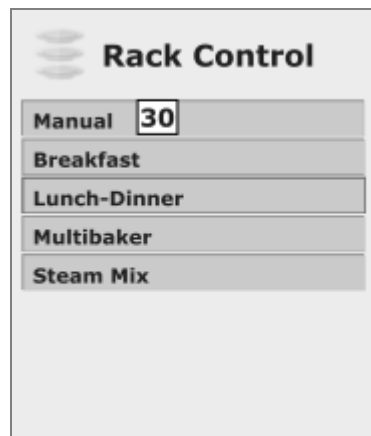 Rack Control
Manual 30
Breakfast
Lunch-Dinner
Multibaker
Steam Mix